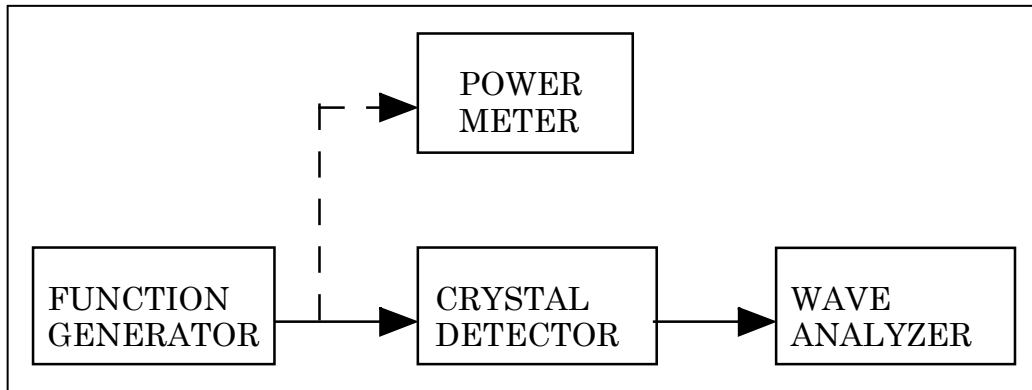 POWER
METER
FUNCTION
GENERATOR
CRYSTAL
DETECTOR
WAVE
ANALYZER